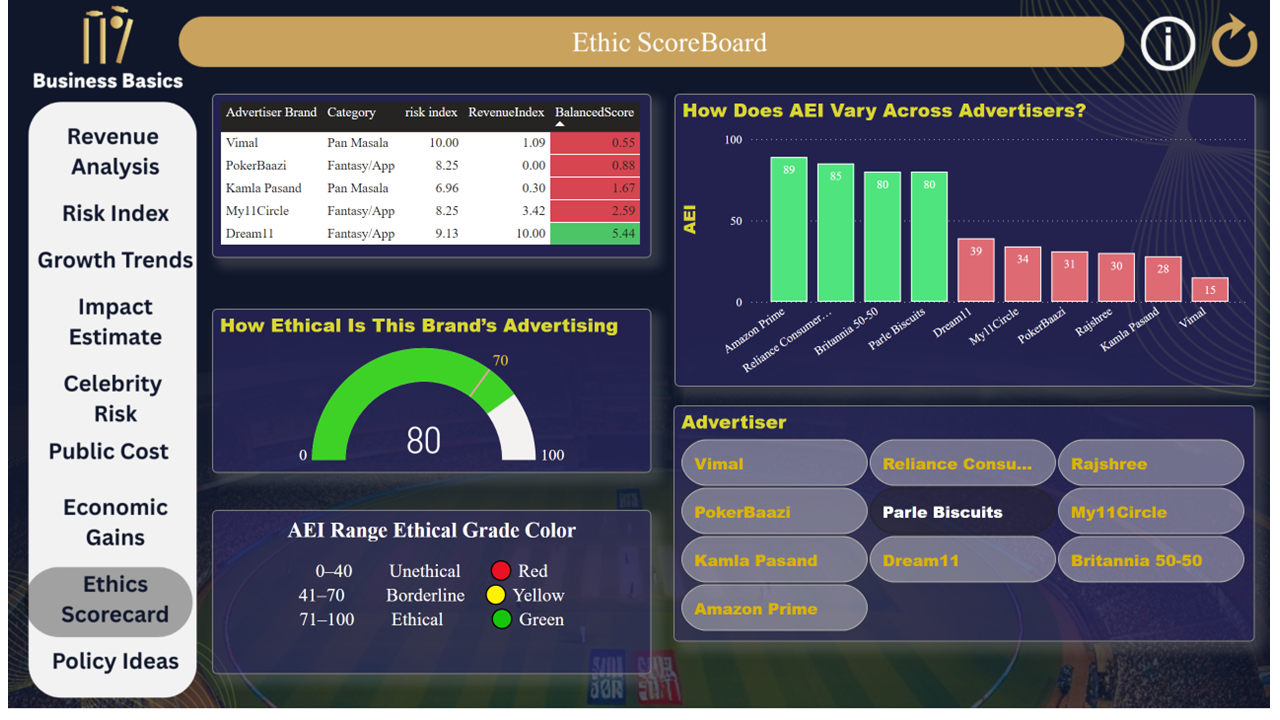 Ethic ScoreBoard
Business Basics
Revenue
Analysis
Risk Index
Growth Trends
Impact
Estimate
Celebrity
Risk
Public Cost
Economic
Gains
Ethics
Scorecard
Policy Ideas
Advertiser Brand Category risk index RevenueIndex BalancedScore
Vimal Pan Masala 10.00 1.09 0.55
PokerBaazi Fantasy/App 8.25 0.00 0.88
Kamla Pasand Pan Masala 6.96 0.30 1.67
My11Circle Fantasy/App 8.25 3.42 2.59
Dream11 Fantasy/App 9.13 10.00 5.44
How Ethical Is This Brand's Advertising
70
80
0 100
AEI Range Ethical Grade Color
0–40 Unethical Red
41–70 Borderline Yellow
71–100 Ethical Green
How Does AEI Vary Across Advertisers?
AEI
100
50
0
89 85 80 80 39 34 31 30 28 15
Amazon Prime
Reliance Consumer...
Britannia 50-50
Parle Biscuits
Dream11
My11Circle
PokerBaazi
Rajshree
Kamla Pasand
Vimal
Advertiser
Vimal Reliance Consu... Rajshree
PokerBaazi Parle Biscuits My11Circle
Kamla Pasand Dream11 Britannia 50-50
Amazon Prime